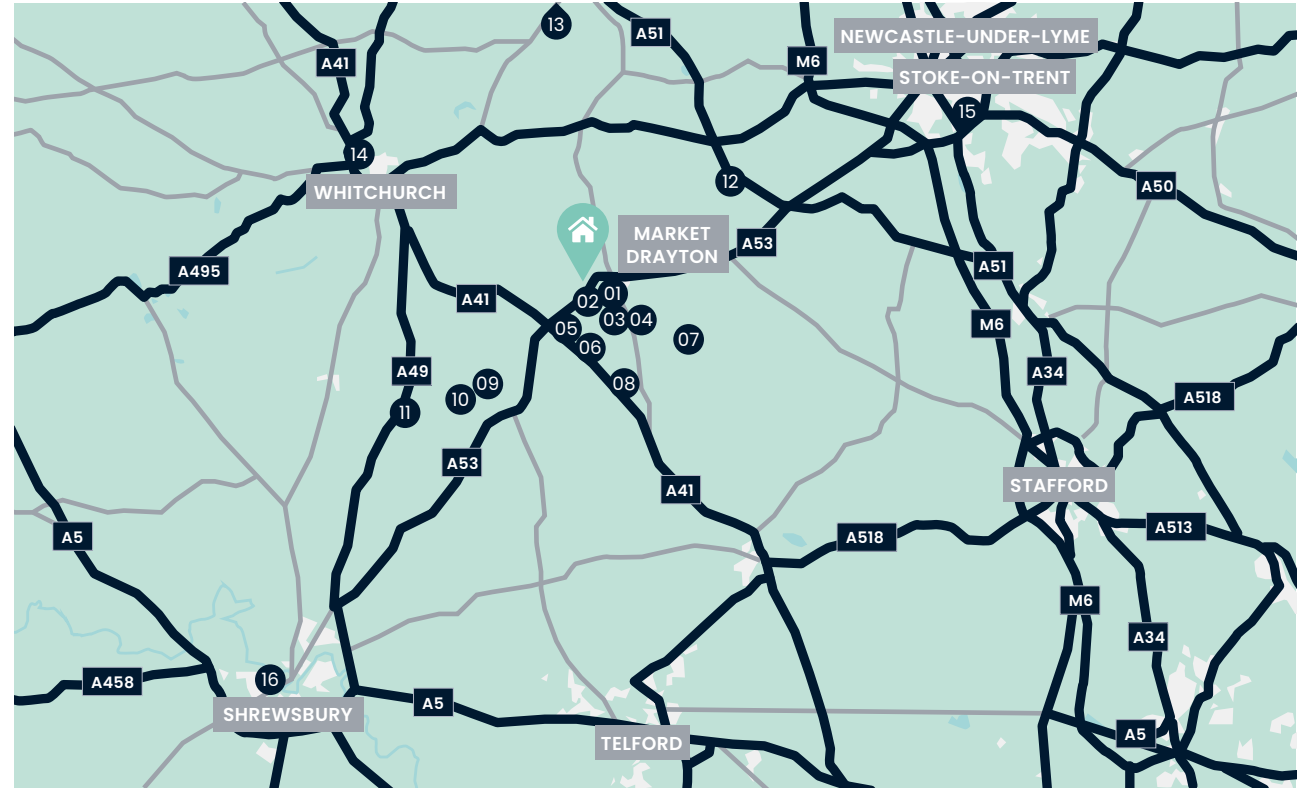 13
A51
NEWCASTLE-UNDER-LYME
A41
M6
STOKE-ON-TRENT
15
14
12
A50
WHITCHURCH
MARKET
DRAYTON
A53
A495
A51
A41
01
02
03
04
M6
05
07
06
A49
A34
08
09
10
A518
11
A53
STAFFORD
A41
A5
A518
A513
M6
A34
16
A458
A5
SHREWSBURY
A5
TELFORD